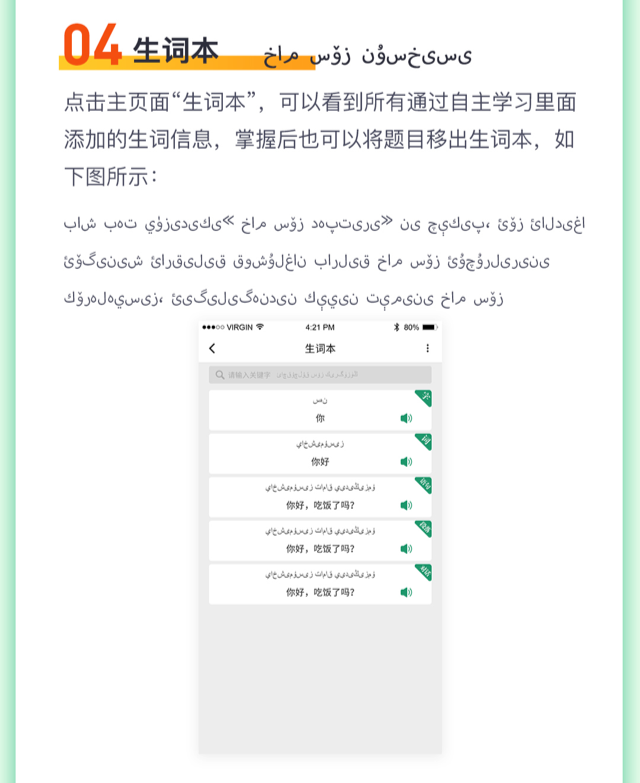 04 生词本 خام سۆز نۇسخىسى
点击主页面“生词本”，可以看到所有通过自主学习里面
添加的生词信息，掌握后也可以将题目移出生词本，如
下图所示：
باش بەت يۈزىدىكى «خام سۆز دەپتىرى» نى چېكىپ، ئۆز ئالدىغا
ئۆگىنىش ئارقىلىق قوشۇلغان بارلىق خام سۆز ئۇچۇرلىرىنى
كۆرەلەيسىز، ئىگىلىگەندىن كېيىن تېمىنى خام سۆز
VIRGIN 4:21 PM 80%
生词本
请输入关键字
سەن
字
你
ياخشىمۇسىز
词
你好
ياخشىمۇسىز تاماق يېدىڭىزمۇ
你好，吃饭了吗？
ياخشىمۇسىز تاماق يېدىڭىزمۇ
你好，吃饭了吗？
ياخشىمۇسىز تاماق يېدىڭىزمۇ
你好，吃饭了吗？